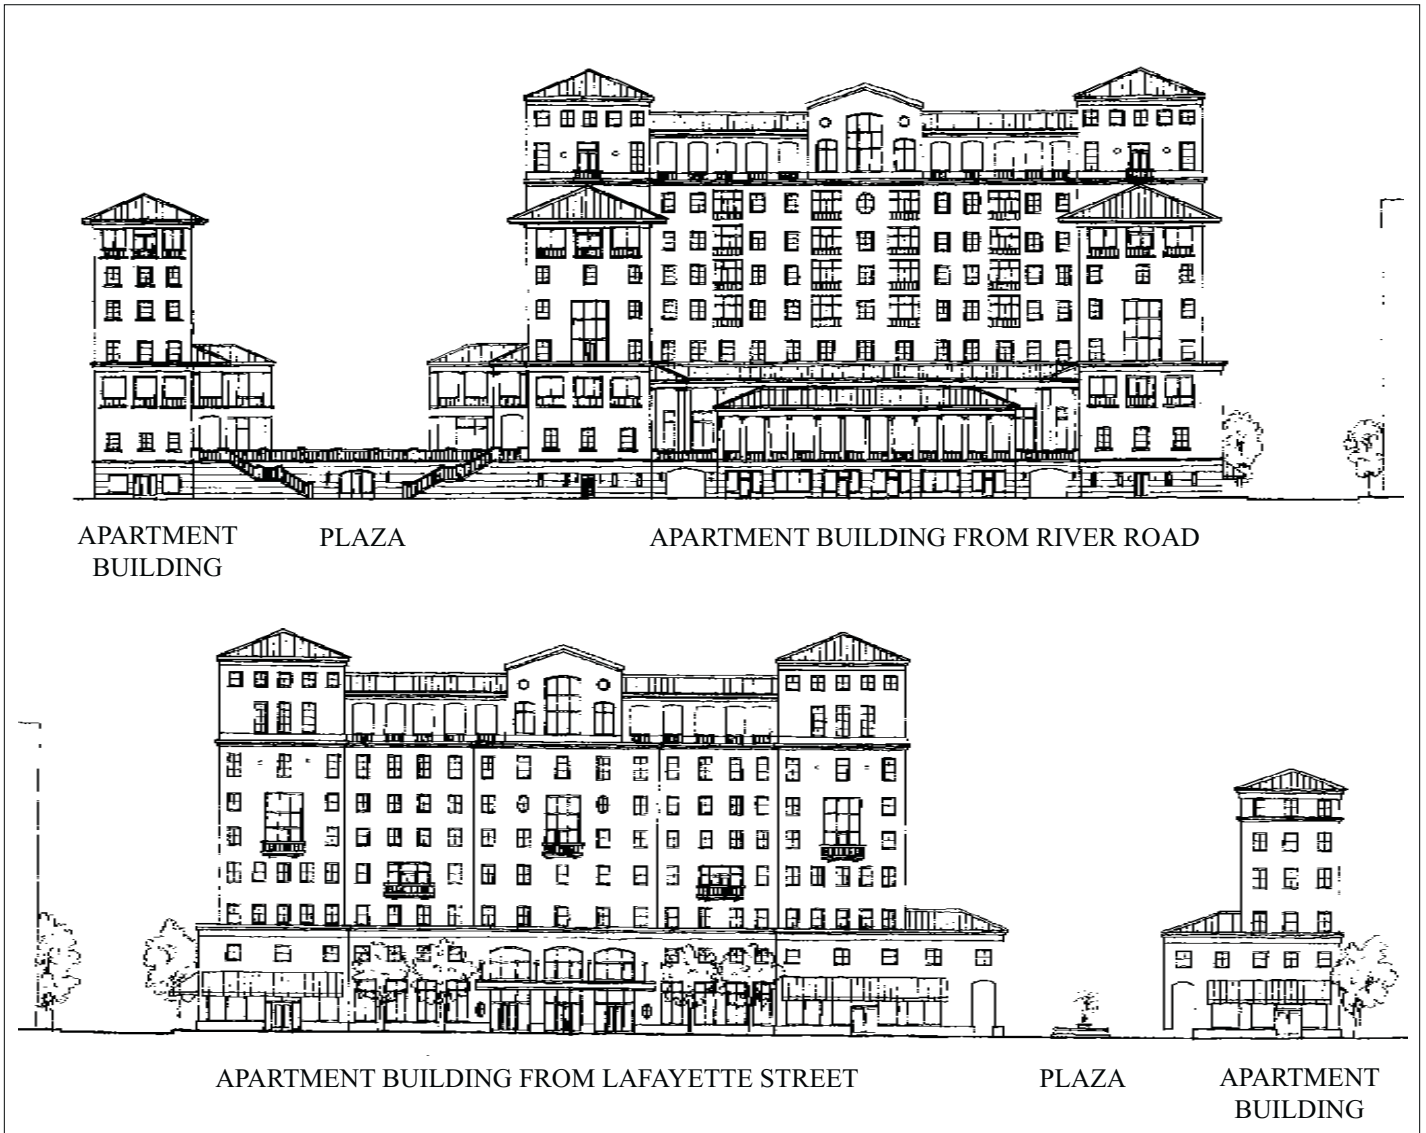 APARTMENT
BUILDING
PLAZA
APARTMENT BUILDING FROM RIVER ROAD
APARTMENT BUILDING FROM LAFAYETTE STREET
PLAZA
APARTMENT
BUILDING